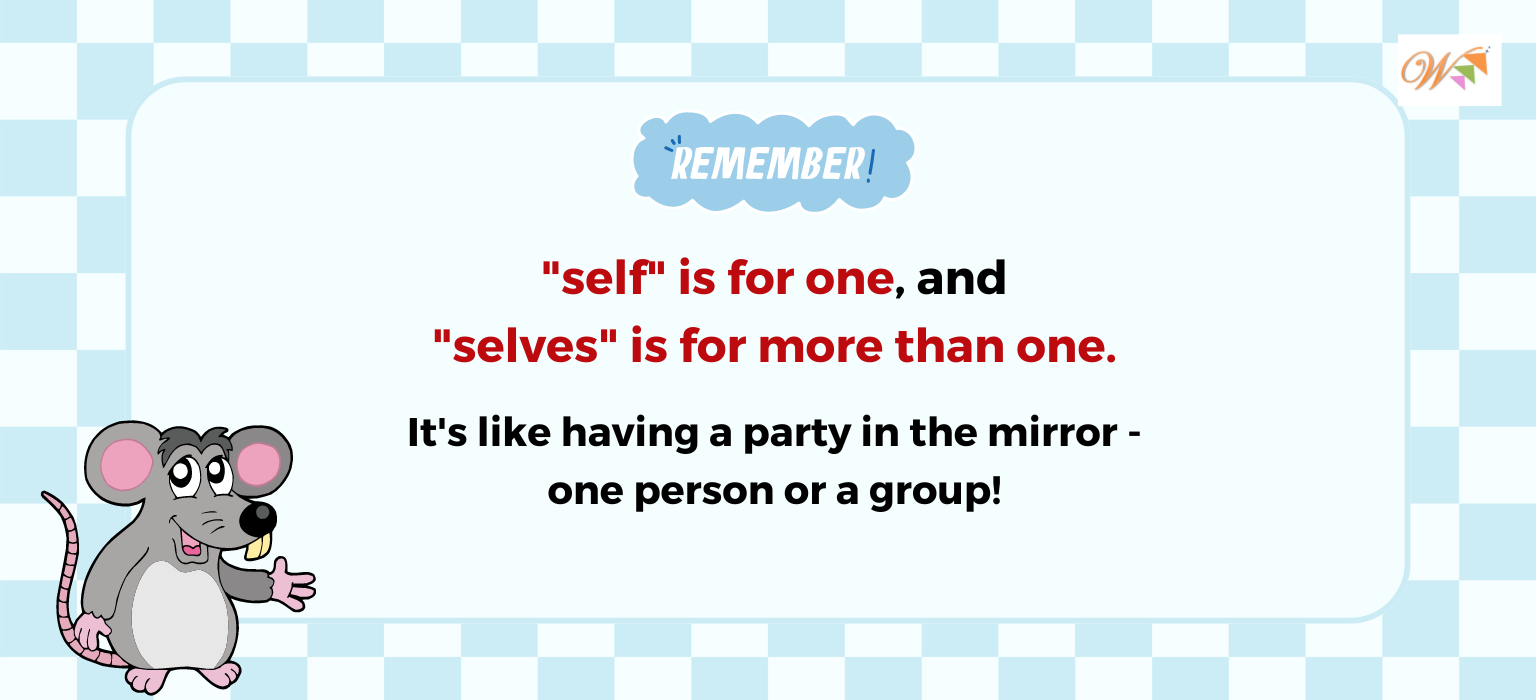 W
REMEMBER!
"self" is for one, and
"selves" is for more than one.
It's like having a party in the mirror -
one person or a group!